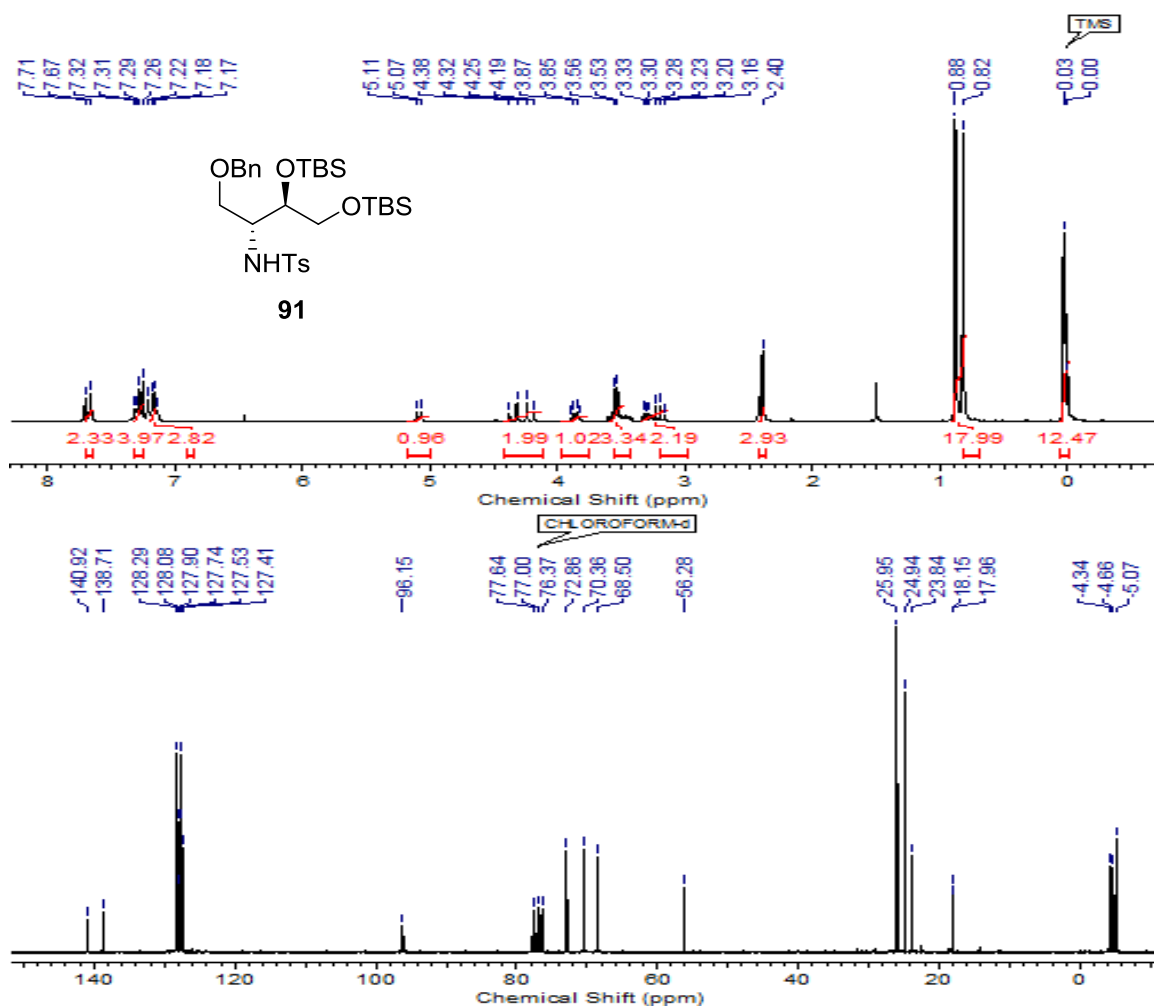 TMS
7.71 7.67 7.32 7.31 7.29 7.26 7.22 7.18 7.17 5.11 5.07 4.38 4.32 4.25 4.19 3.87 3.85 3.56 3.53 3.33 3.30 3.28 3.23 3.20 3.16 2.40 0.88 0.82 0.03 0.00
OBn OTBS
OTBS
NHTs
91
2.33 3.97 2.82 0.96 1.99 1.02 3.34 2.19 2.93 17.99 12.47
8 7 6 5 4 3 2 1 0
Chemical Shift (ppm)
CHLOROFORM-d
140.92 138.71 128.29 128.08 127.90 127.74 127.53 127.41 96.15 77.64 77.00 76.37 72.86 70.36 68.50 56.28 25.95 24.94 23.84 18.15 17.96 -4.34 -4.66 -5.07
140 120 100 80 60 40 20 0
Chemical Shift (ppm)